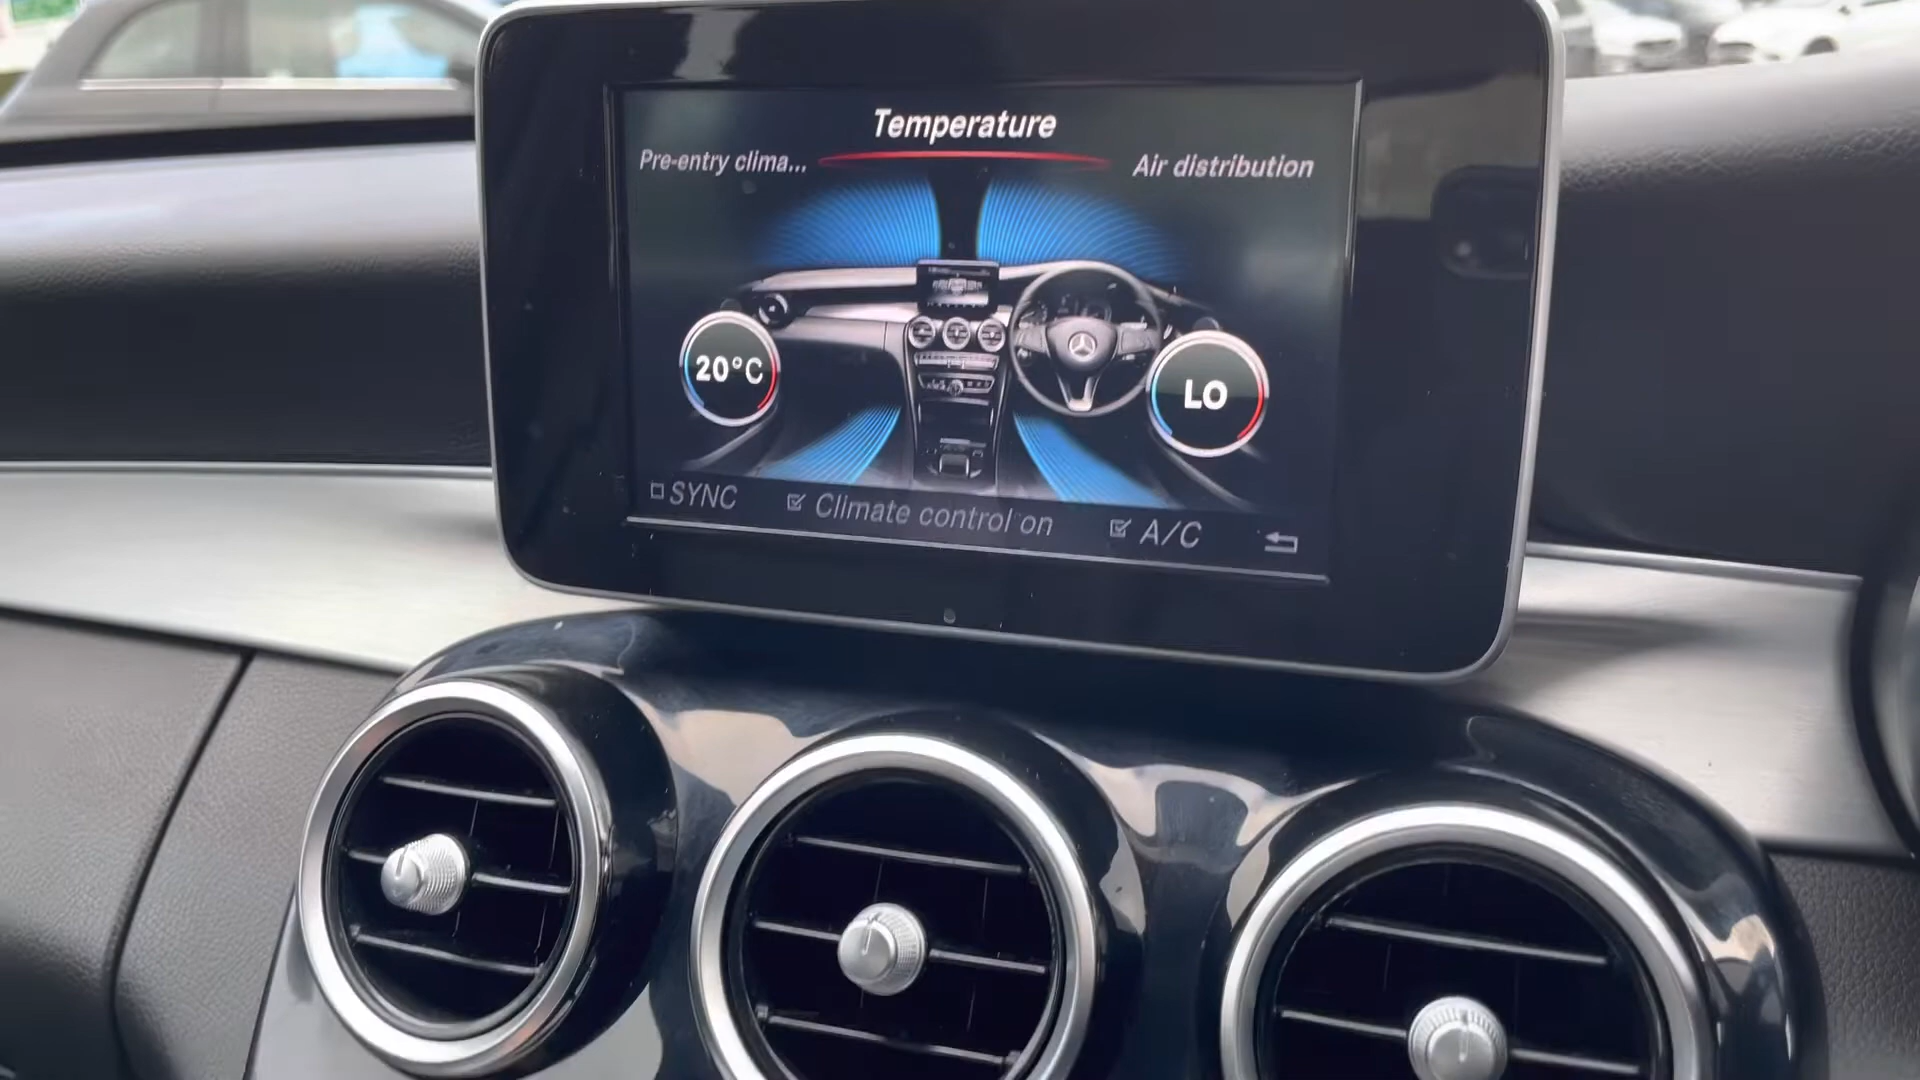 Temperature
Pre-entry clima...
Air distribution
20°C
LO
SYNC
Climate control on
A/C